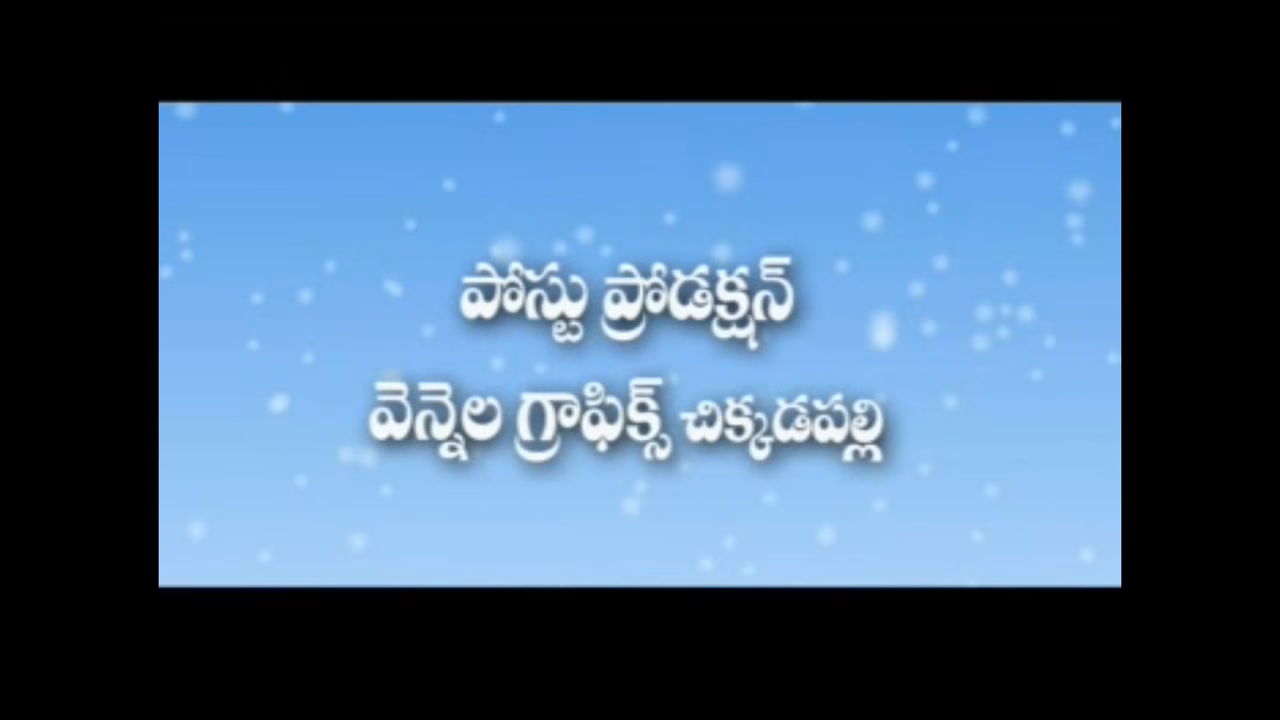 పోస్టు ప్రోడక్షన్
వెన్నెల గ్రాఫిక్స్ చిక్కడపల్లి